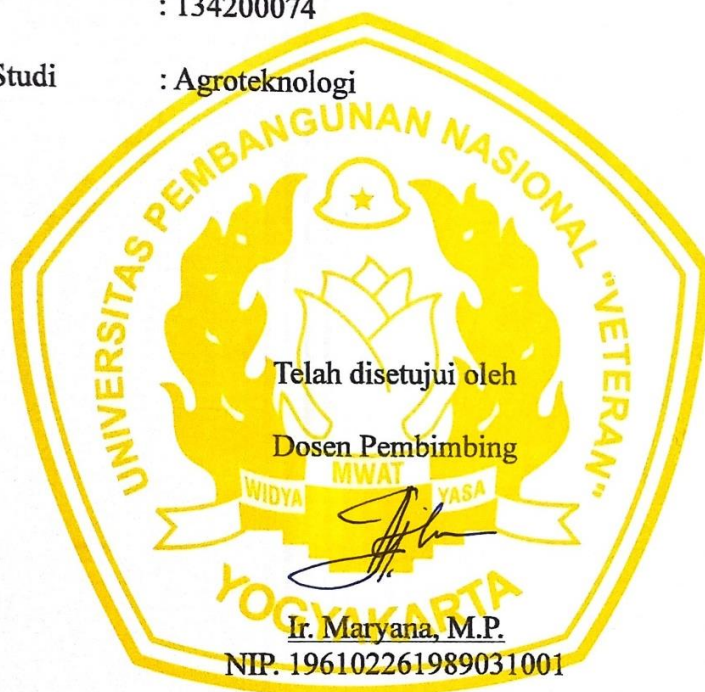 : 134200074
Studi : Agroteknologi
UNIVERSITAS PEMBANGUNAN NASIONAL "VETERAN"
Telah disetujui oleh
Dosen Pembimbing
WIDYA MWAT YASA
YOGYAKARTA
Ir. Maryana, M.P.
NIP. 196102261989031001